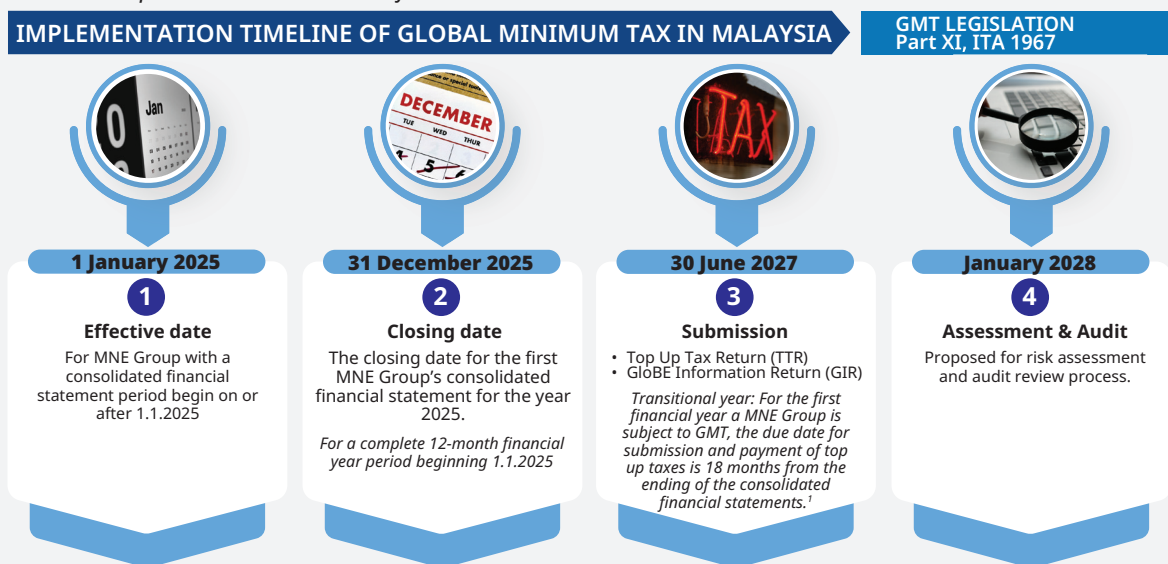 IMPLEMENTATION TIMELINE OF GLOBAL MINIMUM TAX IN MALAYSIA
GMT LEGISLATION
Part XI, ITA 1967
0
Jan
DECEMBER
TUE WED THUR
5
TAX
1 January 2025
1
Effective date
For MNE Group with a
consolidated financial
statement period begin on or
after 1.1.2025
31 December 2025
2
Closing date
The closing date for the first
MNE Group's consolidated
financial statement for the year
2025.
For a complete 12-month financial
year period beginning 1.1.2025
30 June 2027
3
Submission
• Top Up Tax Return (TTR)
• GloBE Information Return (GIR)
Transitional year: For the first
financial year a MNE Group is
subject to GMT, the due date for
submission and payment of top
up taxes is 18 months from the
ending of the consolidated
financial statements.¹
January 2028
4
Assessment & Audit
Proposed for risk assessment
and audit review process.